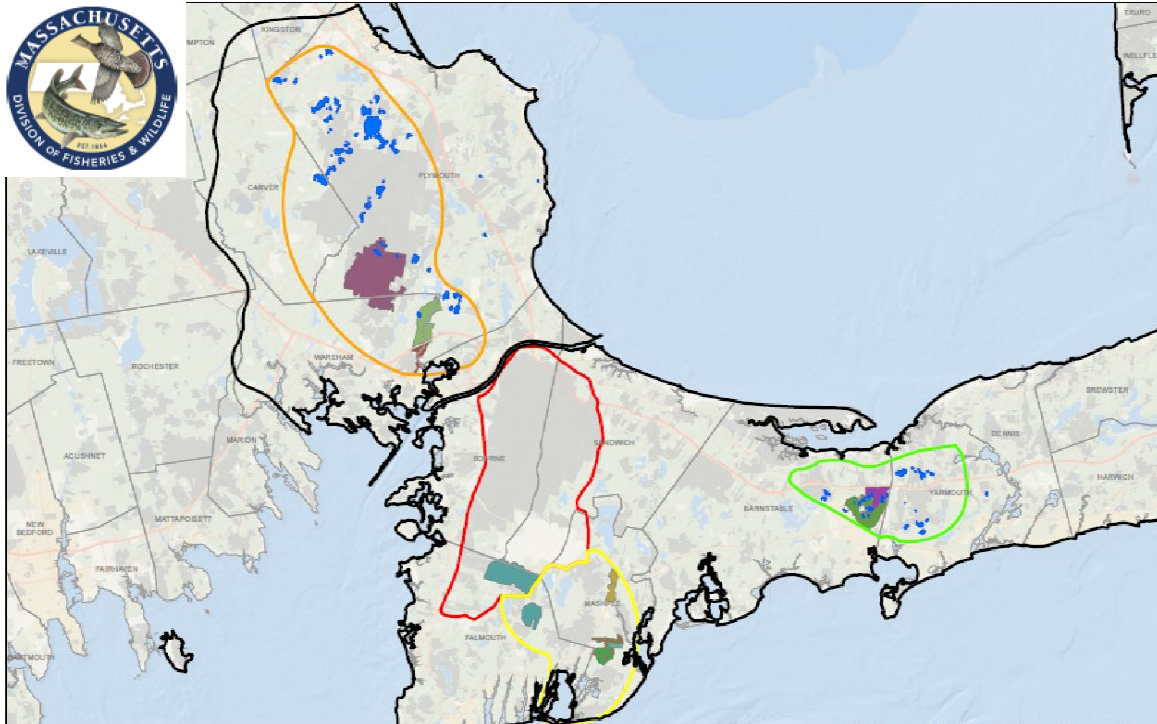 MASSACHUSETTS
DIVISION OF FISHERIES & WILDLIFE
EST. 1866
KINGSTON
TRURO
CARVER
PLYMOUTH
LAKEVILLE
FREETOWN
ROCHESTER
WAREHAM
BREWSTER
MARION
BOURNE
SANDWICH
DENNIS
ACUSHNET
HARWICH
YARMOUTH
BARNSTABLE
MATTAPOISETT
NEW
BEDFORD
FAIRHAVEN
MASHPEE
FALMOUTH
DARTMOUTH